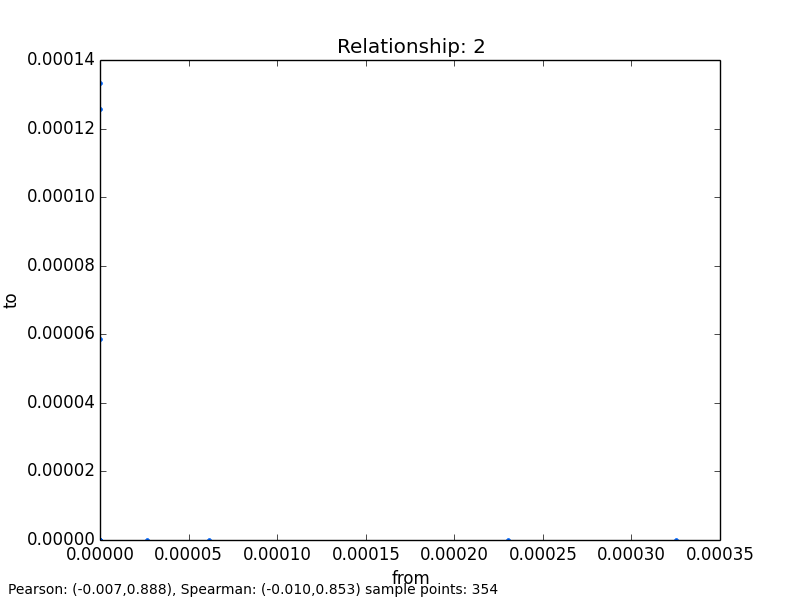 Relationship: 2
0.00014
0.00012
0.00010
0.00008
0.00006
0.00004
0.00002
0.00000
to
0.00000 0.00005 0.00010 0.00015 0.00020 0.00025 0.00030 0.00035
from
Pearson: (-0.007,0.888), Spearman: (-0.010,0.853) sample points: 354